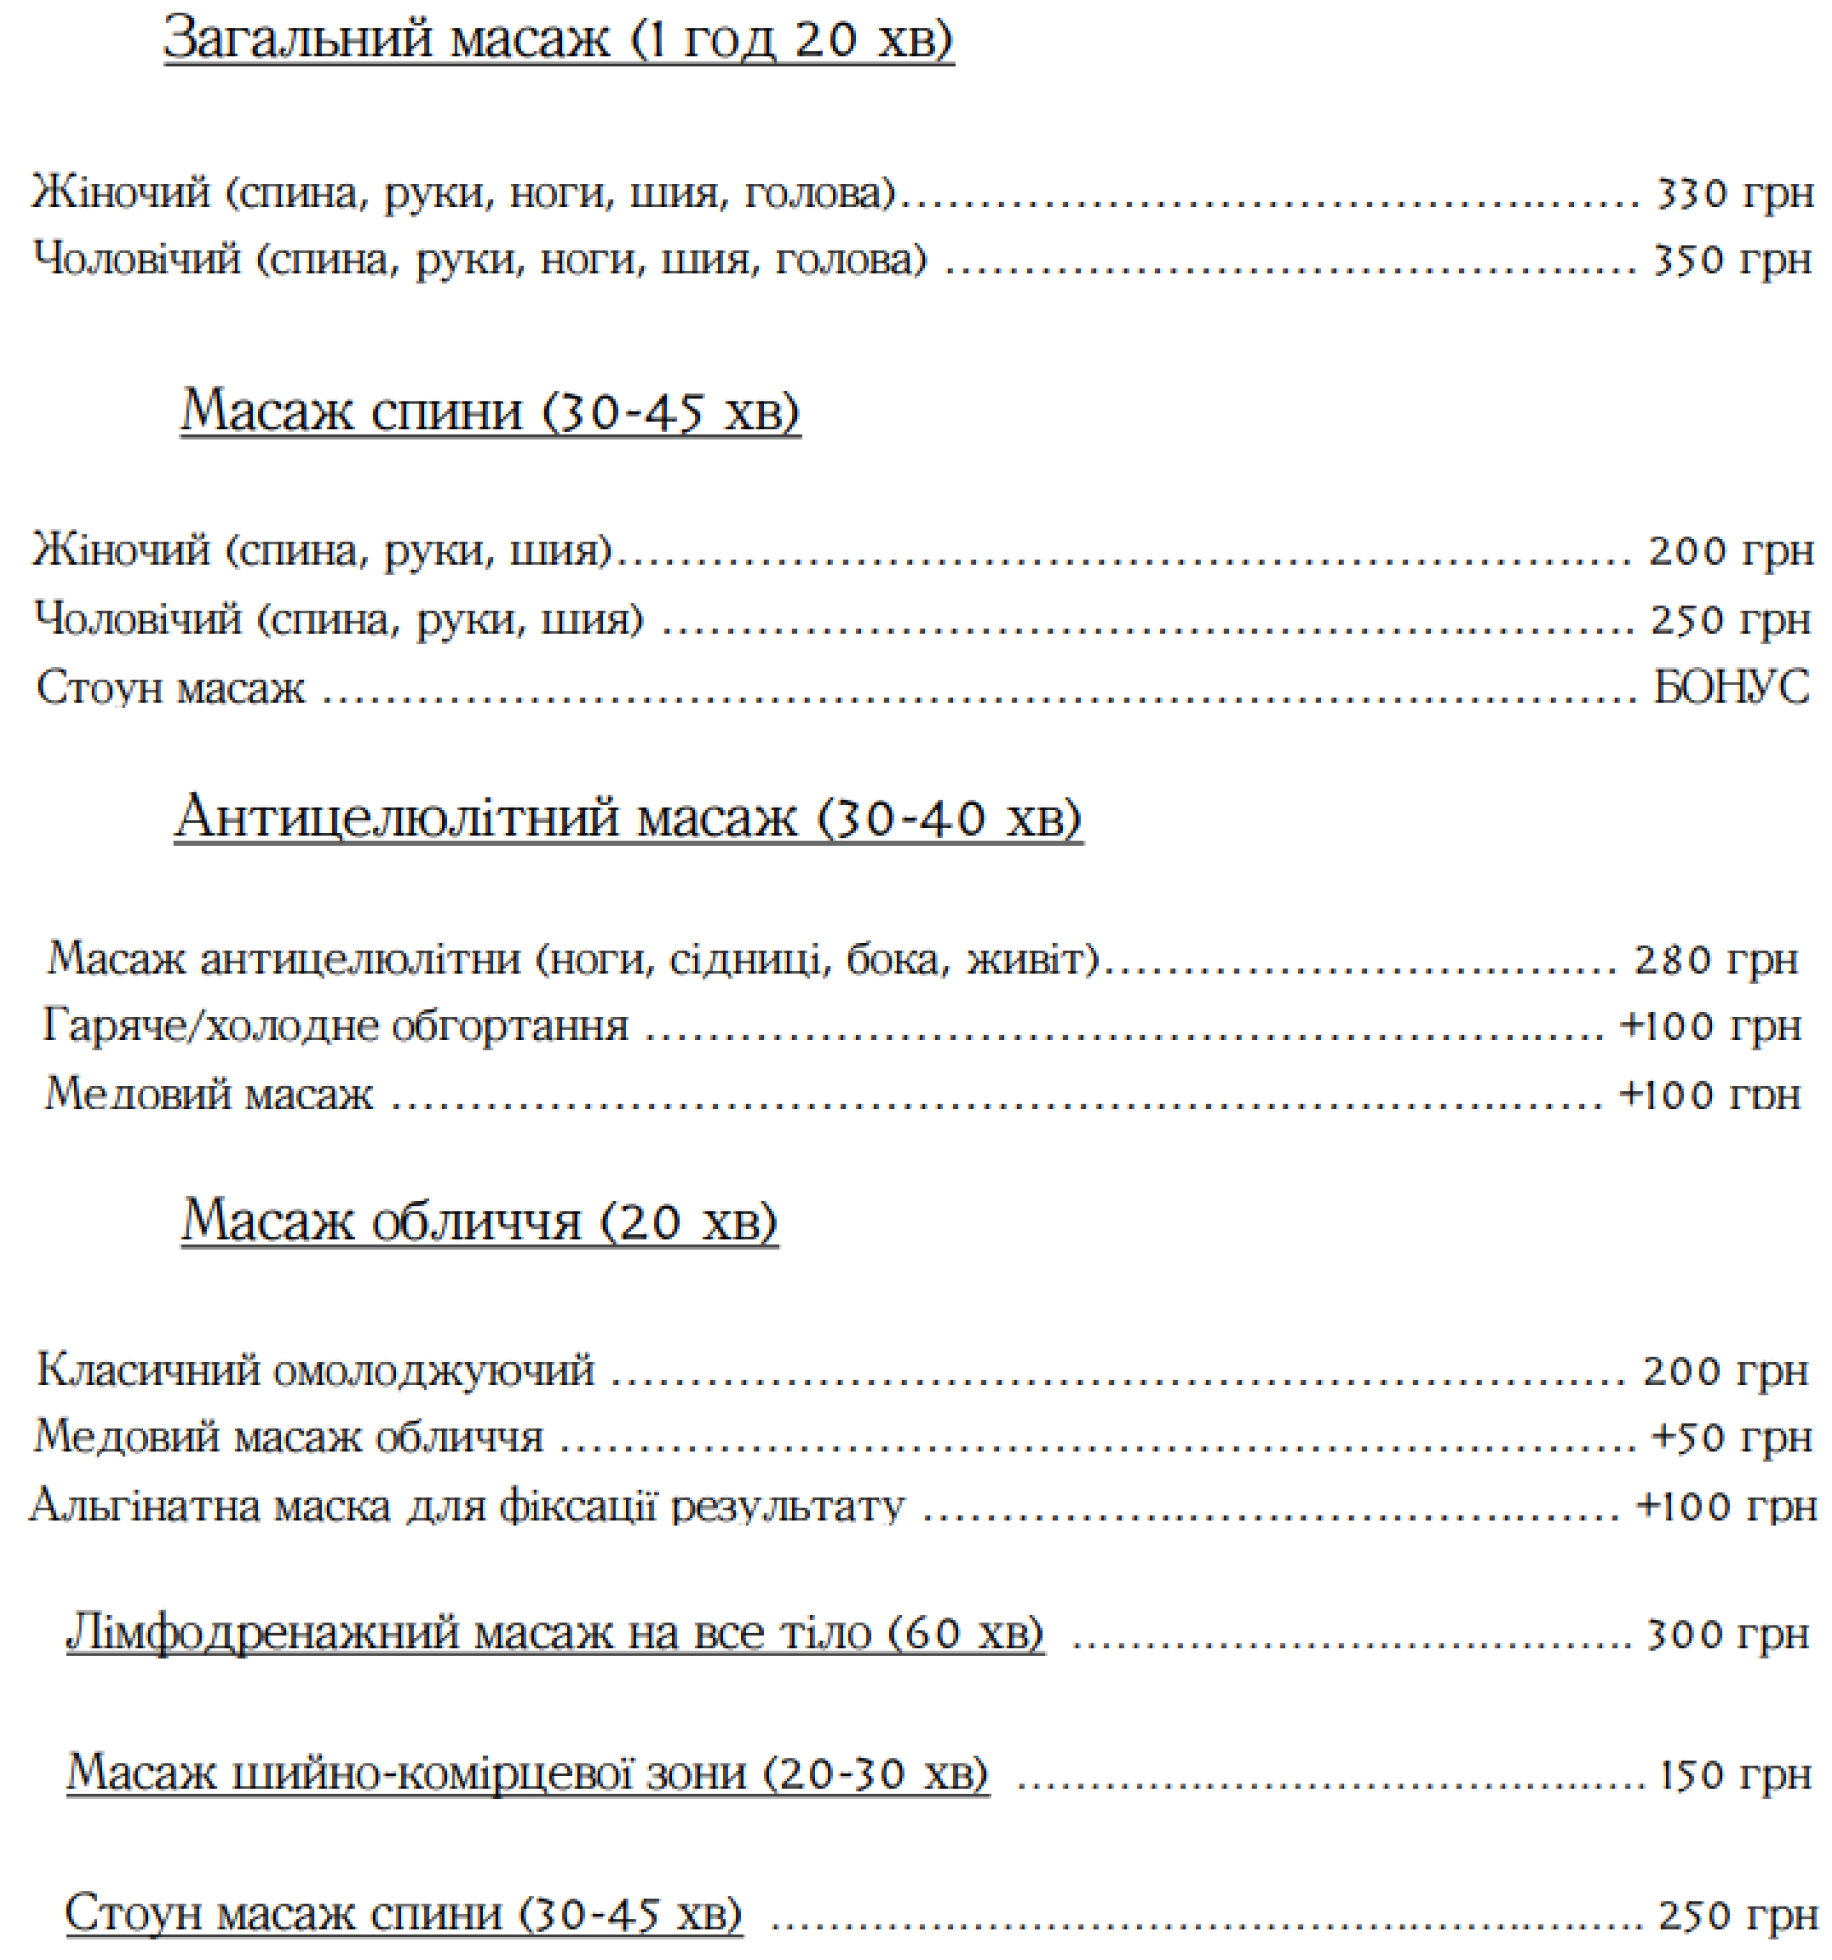 Загальний масаж (1 год 20 хв)
Жіночий (спина, руки, ноги, шия, голова)................................................ 330 грн
Чоловічий (спина, руки, ноги, шия, голова) ............................................. 350 грн
Масаж спини (30-45 хв)
Жіночий (спина, руки, шия).................................................................. 200 грн
Чоловічий (спина, руки, шия) ............................................................... 250 грн
Стоун масаж ..................................................................................... БОНУС
Антицелюлітний масаж (30-40 хв)
Масаж антицелюлітни (ноги, сідниці, бока, живіт)................................. 280 грн
Гаряче/холодне обгортання .............................................................. +100 грн
Медовий масаж .............................................................................. +100 грн
Масаж обличчя (20 хв)
Класичний омолоджуючий .................................................................. 200 грн
Медовий масаж обличчя ...................................................................... +50 грн
Альгінатна маска для фіксації результату ............................................. +100 грн
Лімфодренажний масаж на все тіло (60 хв) .................................... 300 грн
Масаж шийно-комірцевої зони (20-30 хв) ......................................... 150 грн
Стоун масаж спини (30-45 хв) ......................................................... 250 грн